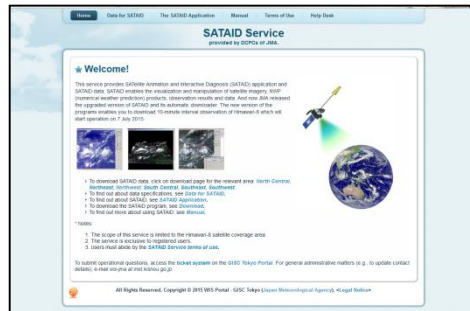 Home Data for SATAID The SATAID Application Manual Terms of Use Help Desk
SATAID Service
provided by DCPCs of JMA.
Welcome!
This service provides SATellite Animation and Interactive Diagnosis (SATAID) application and
SATAID data. SATAID enables the visualization and manipulation of satellite imagery, NWP
(numerical weather prediction) products, observation results and data. And now JMA released
the upgraded version of SATAID and its automatic downloader. The new version of the
programs enables you to download 10-minute interval observation of Himawari-8 which will
start operation on 7 July 2015.
To download SATAID data, click on download page for the relevant area: North Central,
Northeast, Northwest, South Central, Southeast, Southwest.
To find out about data specifications, see Data for SATAID.
To find out about SATAID, see SATAID Application.
To download the SATAID program, see Download.
To find out more about using SATAID, see Manual.
* Notes
1. The scope of this service is limited to the Himawari-8 satellite coverage area.
2. The service is exclusive to registered users.
3. Users must abide by the SATAID Service terms of use.
To submit operational questions, access the ticket system on the GISC Tokyo Portal. For general administrative matters (e.g., to update contact
All Rights Reserved, Copyright © 2015 WIS Portal - GISC Tokyo (Japan Meteorological Agency). «Legal Notice»